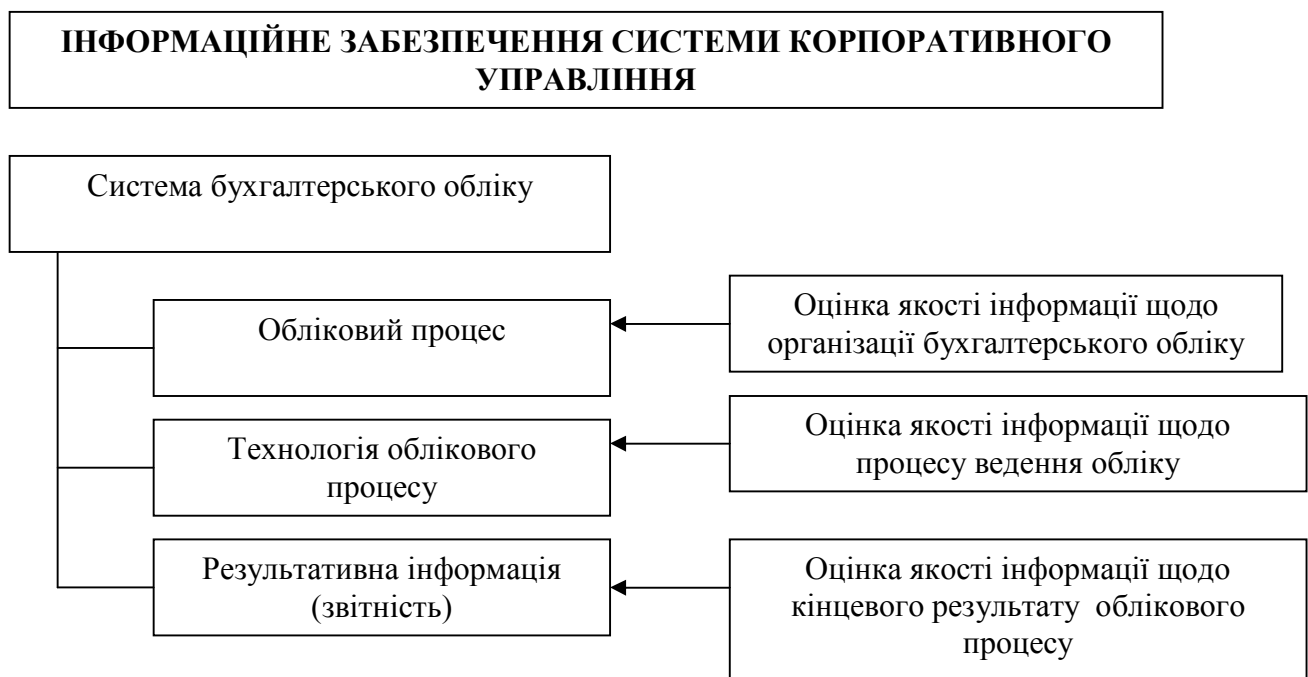 ІНФОРМАЦІЙНЕ ЗАБЕЗПЕЧЕННЯ СИСТЕМИ КОРПОРАТИВНОГО
УПРАВЛІННЯ
Система бухгалтерського обліку
Обліковий процес
Оцінка якості інформації щодо
організації бухгалтерського обліку
Технологія облікового
процесу
Оцінка якості інформації щодо
процесу ведення обліку
Результативна інформація
(звітність)
Оцінка якості інформації щодо
кінцевого результату облікового
процесу